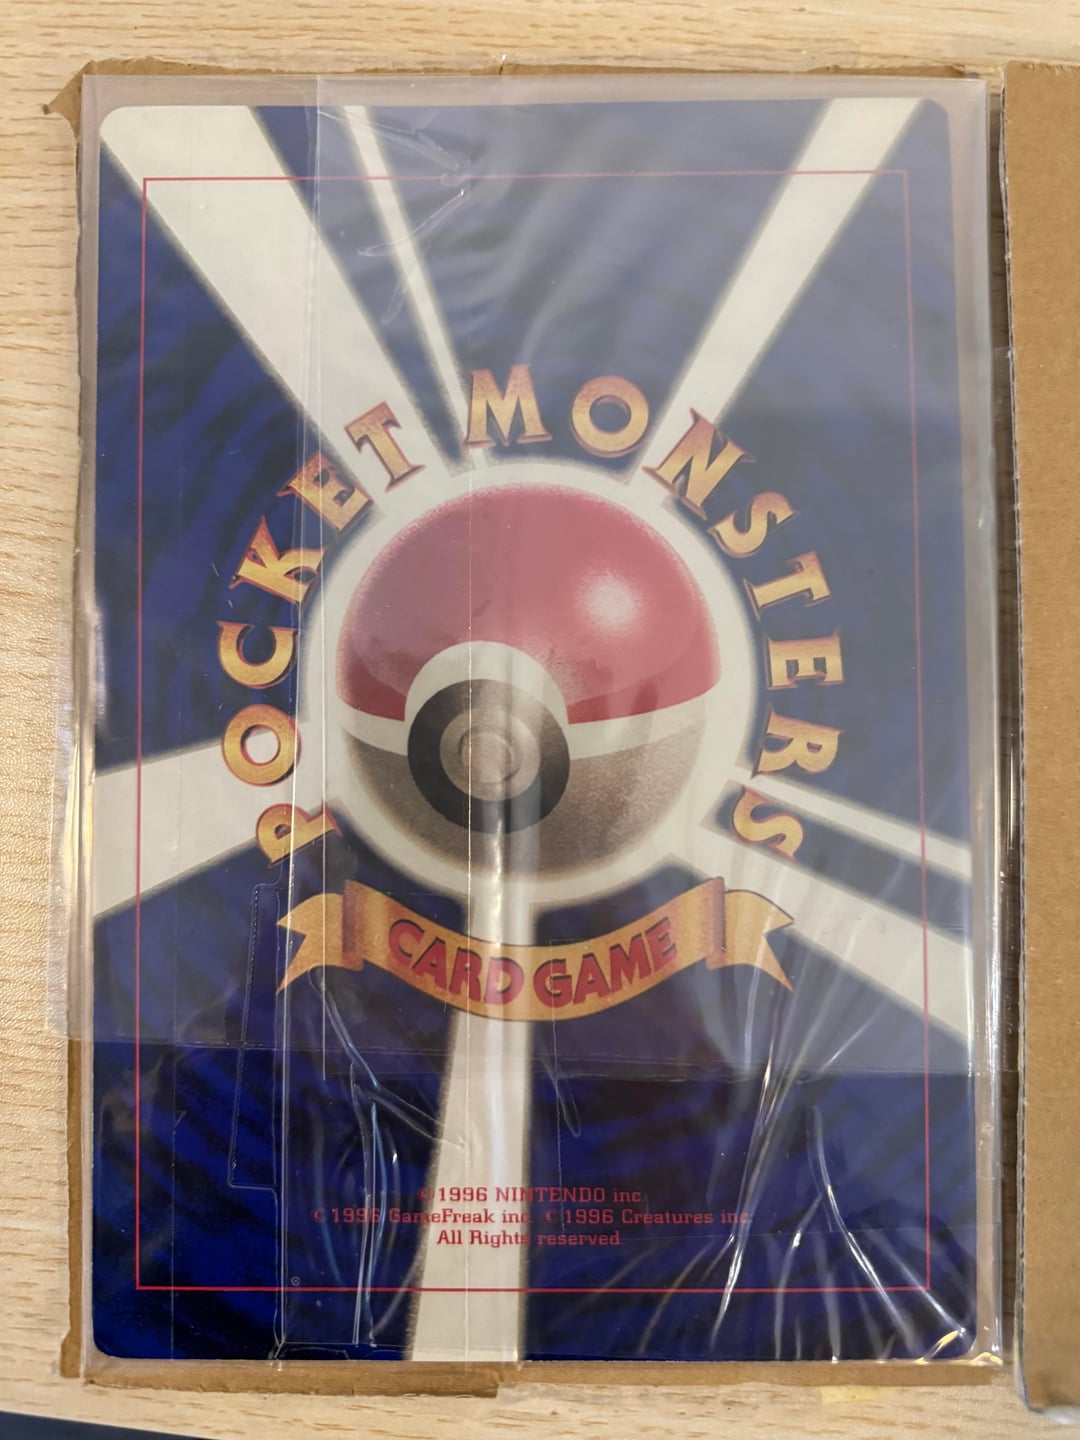 POCKET MONSTERS
CARD GAME
©1996 NINTENDO inc.
©1996 GameFreak inc. ©1996 Creatures inc.
All Rights reserved.